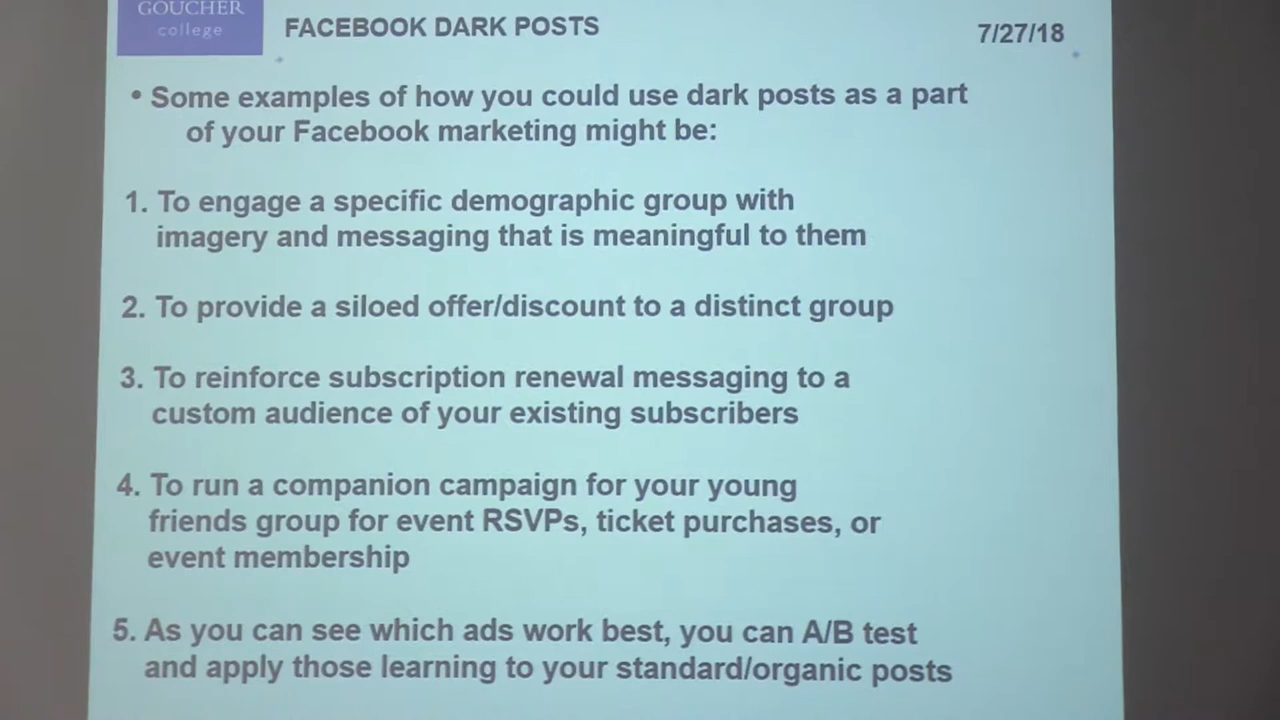 GOUCHER
college
FACEBOOK DARK POSTS
7/27/18
• Some examples of how you could use dark posts as a part
of your Facebook marketing might be:
1. To engage a specific demographic group with
imagery and messaging that is meaningful to them
2. To provide a siloed offer/discount to a distinct group
3. To reinforce subscription renewal messaging to a
custom audience of your existing subscribers
4. To run a companion campaign for your young
friends group for event RSVPs, ticket purchases, or
event membership
5. As you can see which ads work best, you can A/B test
and apply those learning to your standard/organic posts